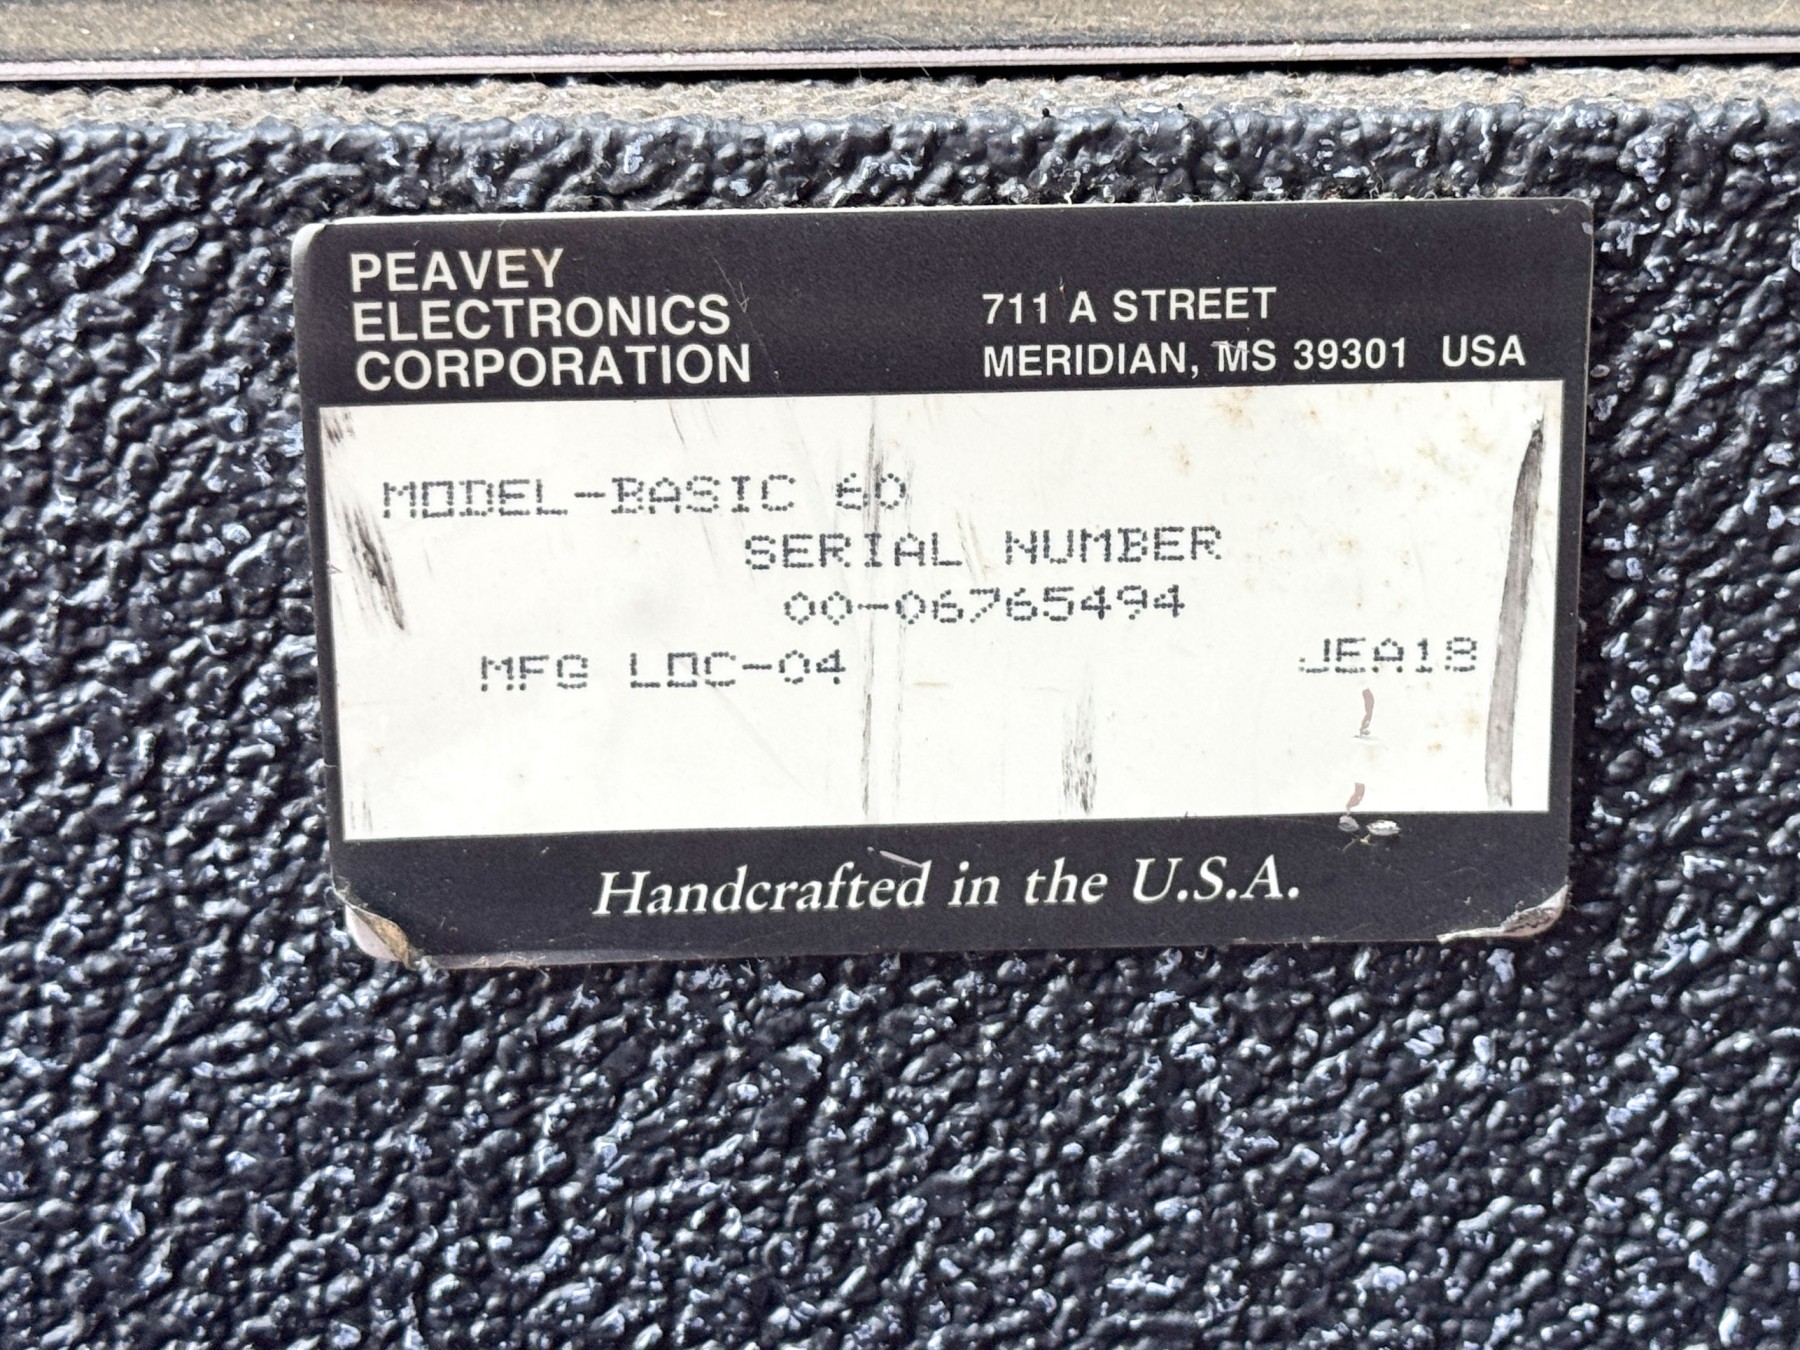 PEAVEY
ELECTRONICS
CORPORATION
711 A STREET
MERIDIAN, MS 39301 USA
MODEL-BASIC 60
SERIAL NUMBER
00-06765494
MFG LOC-04 JEA18
Handcrafted in the U.S.A.